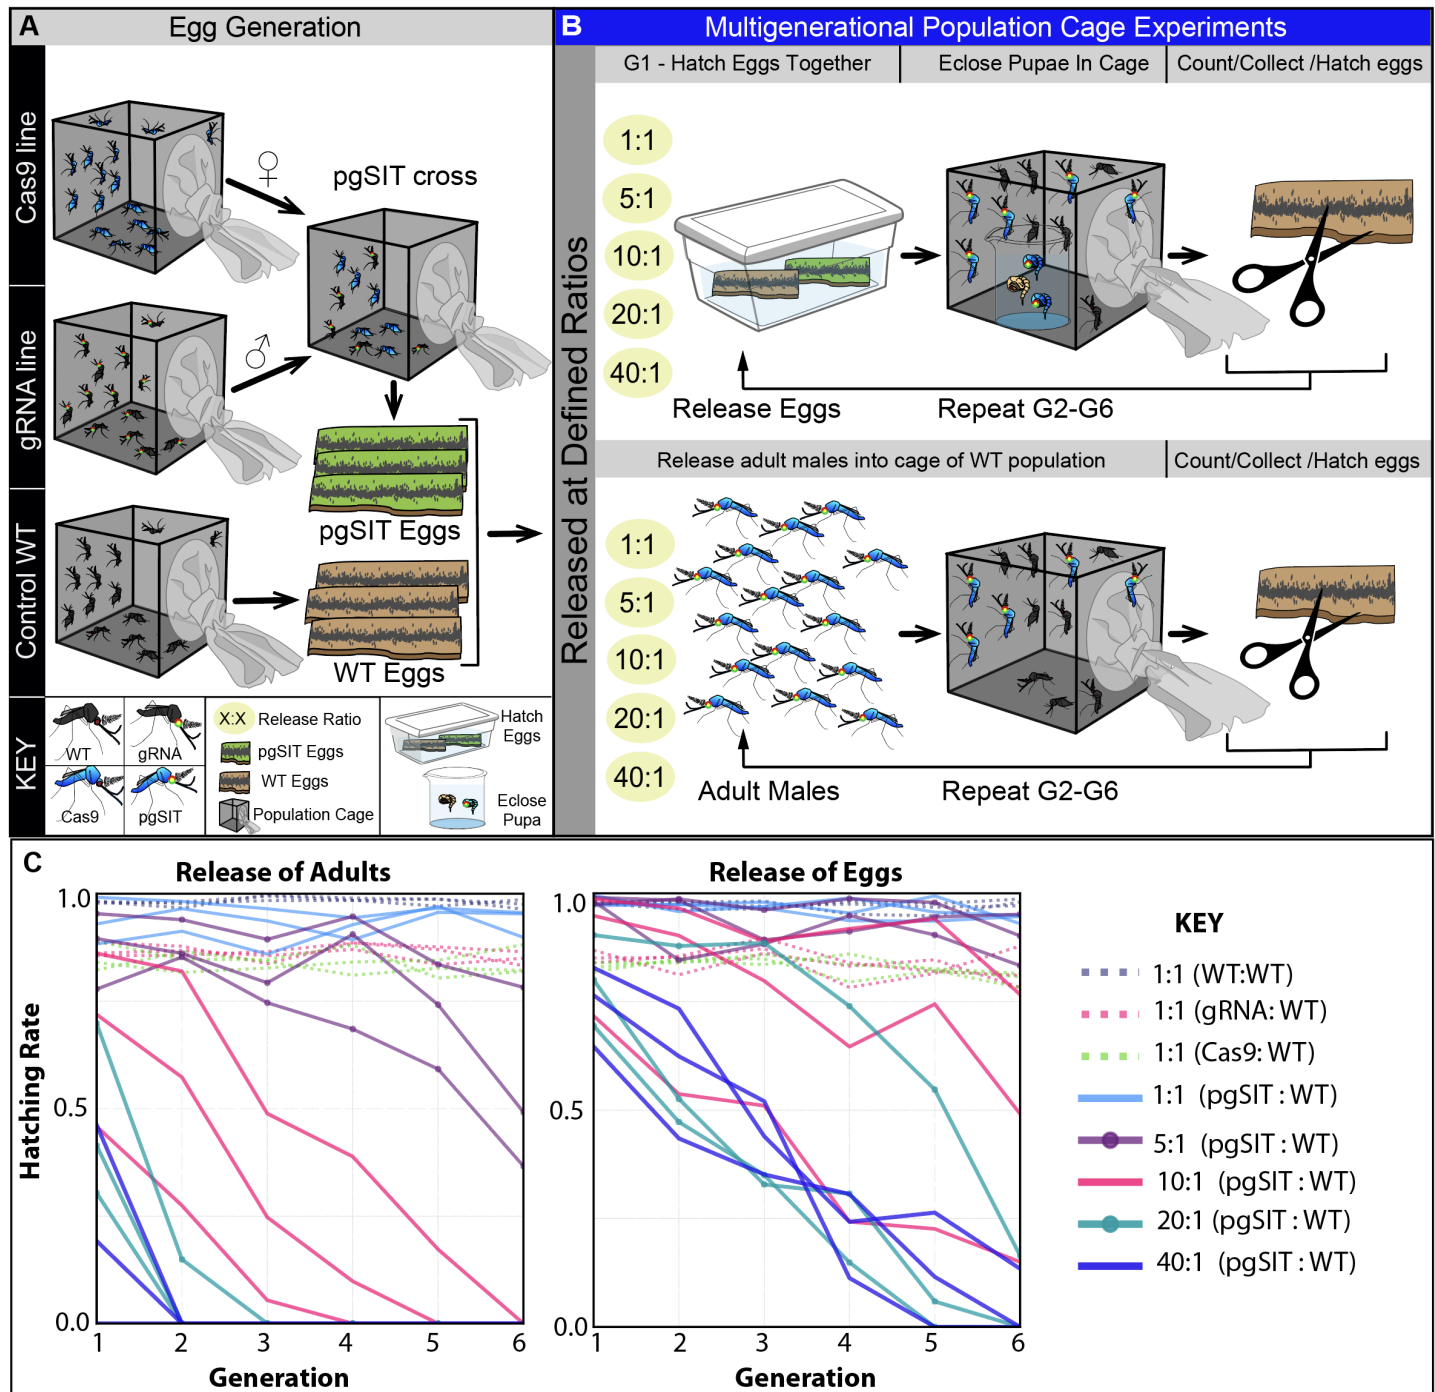 A
Egg Generation
Cas9 line
gRNA line
Control WT
KEY
♀
♂
pgSIT cross
pgSIT Eggs
WT Eggs
WT
gRNA
Cas9
pgSIT
X:X Release Ratio
pgSIT Eggs
WT Eggs
Population Cage
Hatch
Eggs
Eclose
Pupa
B
Multigenerational Population Cage Experiments
Released at Defined Ratios
G1 - Hatch Eggs Together
Eclose Pupae In Cage
Count/Collect /Hatch eggs
1:1
5:1
10:1
20:1
40:1
Release Eggs
Repeat G2-G6
Release adult males into cage of WT population
Count/Collect /Hatch eggs
1:1
5:1
10:1
20:1
40:1
Adult Males
Repeat G2-G6
C
Release of Adults
Hatching Rate
1.0
0.5
0.0
1 2 3 4 5 6
Generation
Release of Eggs
1.0
0.5
0.0
1 2 3 4 5 6
Generation
KEY
1:1 (WT:WT)
1:1 (gRNA: WT)
1:1 (Cas9: WT)
1:1 (pgSIT : WT)
5:1 (pgSIT : WT)
10:1 (pgSIT : WT)
20:1 (pgSIT : WT)
40:1 (pgSIT : WT)